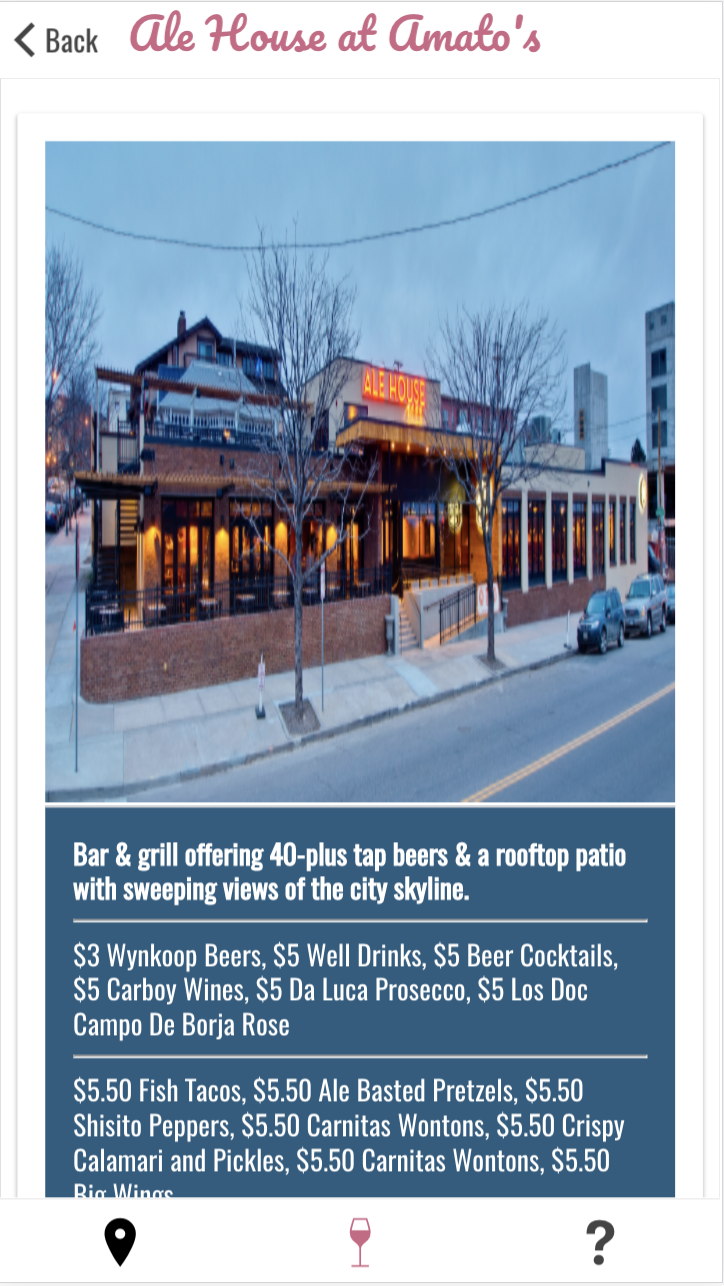 Back
Ale House at Amato's
ALE HOUSE
Bar & grill offering 40-plus tap beers & a rooftop patio
with sweeping views of the city skyline.
$3 Wynkoop Beers, $5 Well Drinks, $5 Beer Cocktails,
$5 Carboy Wines, $5 Da Luca Prosecco, $5 Los Doc
Campo De Borja Rose
$5.50 Fish Tacos, $5.50 Ale Basted Pretzels, $5.50
Shisito Peppers, $5.50 Carnitas Wontons, $5.50 Crispy
Calamari and Pickles, $5.50 Carnitas Wontons, $5.50
Big Wings
?